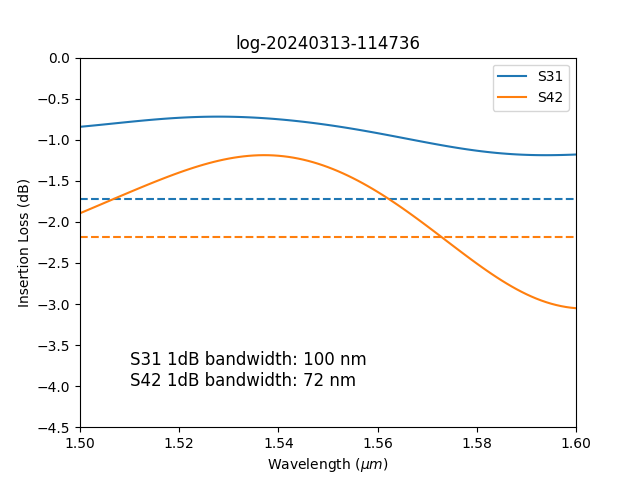 log-20240313-114736
0.0
−0.5
−1.0
−1.5
−2.0
−2.5
−3.0
−3.5
−4.0
−4.5
Insertion Loss (dB)
S31
S42
S31 1dB bandwidth: 100 nm
S42 1dB bandwidth: 72 nm
1.50 1.52 1.54 1.56 1.58 1.60
Wavelength (μm)